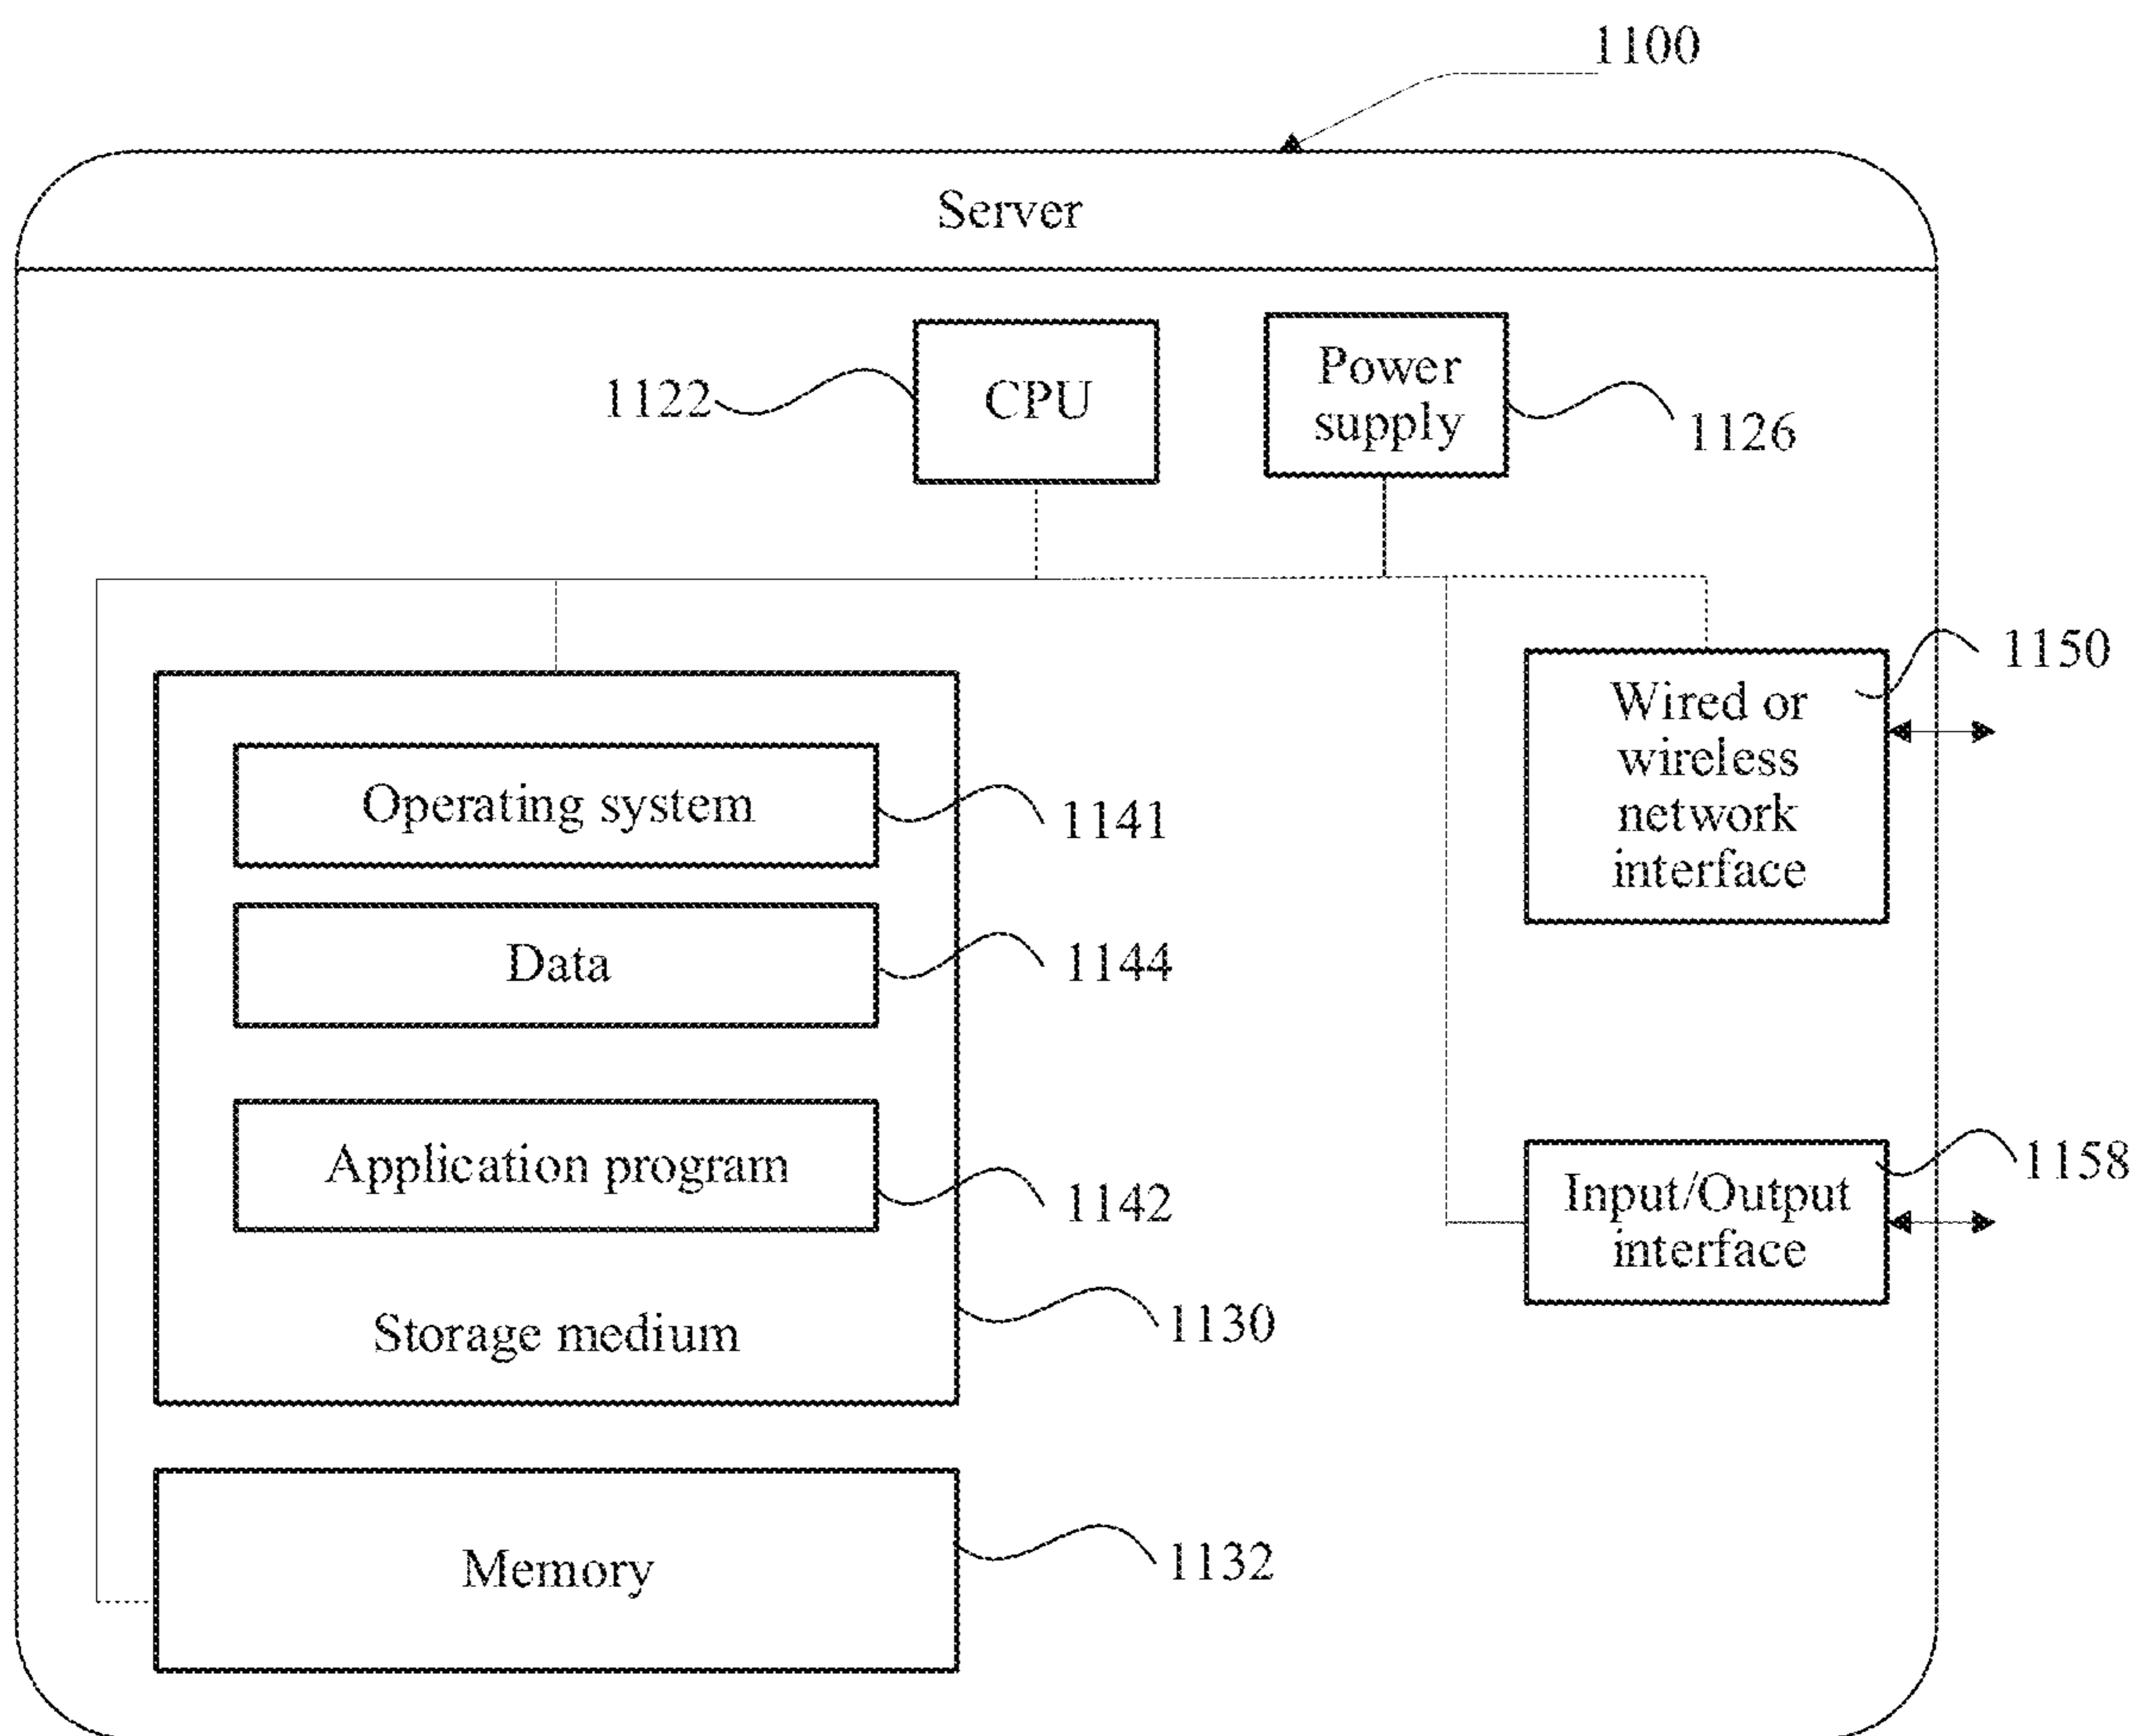 1100
Server
1122
CPU
Power
supply
1126
1150
Wired or
wireless
network
interface
Operating system
1141
Data
1144
Application program
1142
1158
Input/Output
interface
Storage medium
1130
Memory
1132